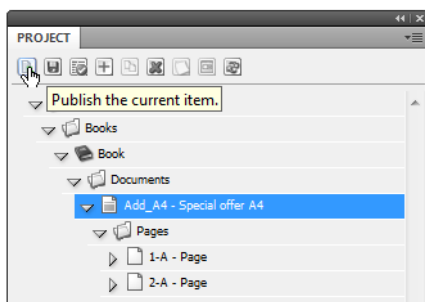 PROJECT
Publish the current item.
Books
Book
Documents
Add_A4 - Special offer A4
Pages
1-A - Page
2-A - Page